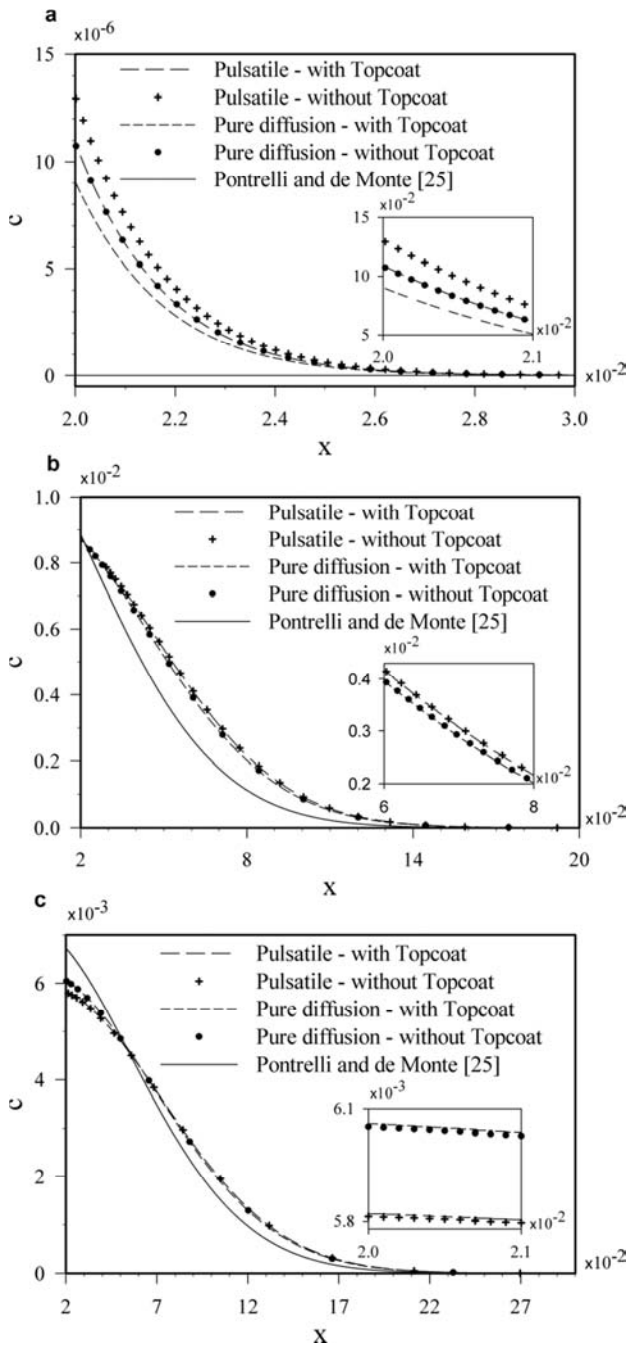 a
x10-6
15
10
5
0
c
Pulsatile - with Topcoat
Pulsatile - without Topcoat
Pure diffusion - with Topcoat
Pure diffusion - without Topcoat
Pontrelli and de Monte [25]
15 x10-2
10
5
2.0 2.1
x10-2
2.0 2.2 2.4 2.6 2.8 3.0
x10-2
x
b
x10-2
1.0
0.8
0.6
0.4
0.2
0.0
c
Pulsatile - with Topcoat
Pulsatile - without Topcoat
Pure diffusion - with Topcoat
Pure diffusion - without Topcoat
Pontrelli and de Monte [25]
x10-2
0.4
0.3
0.2
6 8
x10-2
2 8 14 20
x10-2
x
c
x10-3
6
4
2
0
c
Pulsatile - with Topcoat
Pulsatile - without Topcoat
Pure diffusion - with Topcoat
Pure diffusion - without Topcoat
Pontrelli and de Monte [25]
x10-3
6.1
5.8
2.0 2.1
x10-2
2 7 12 17 22 27
x10-2
x